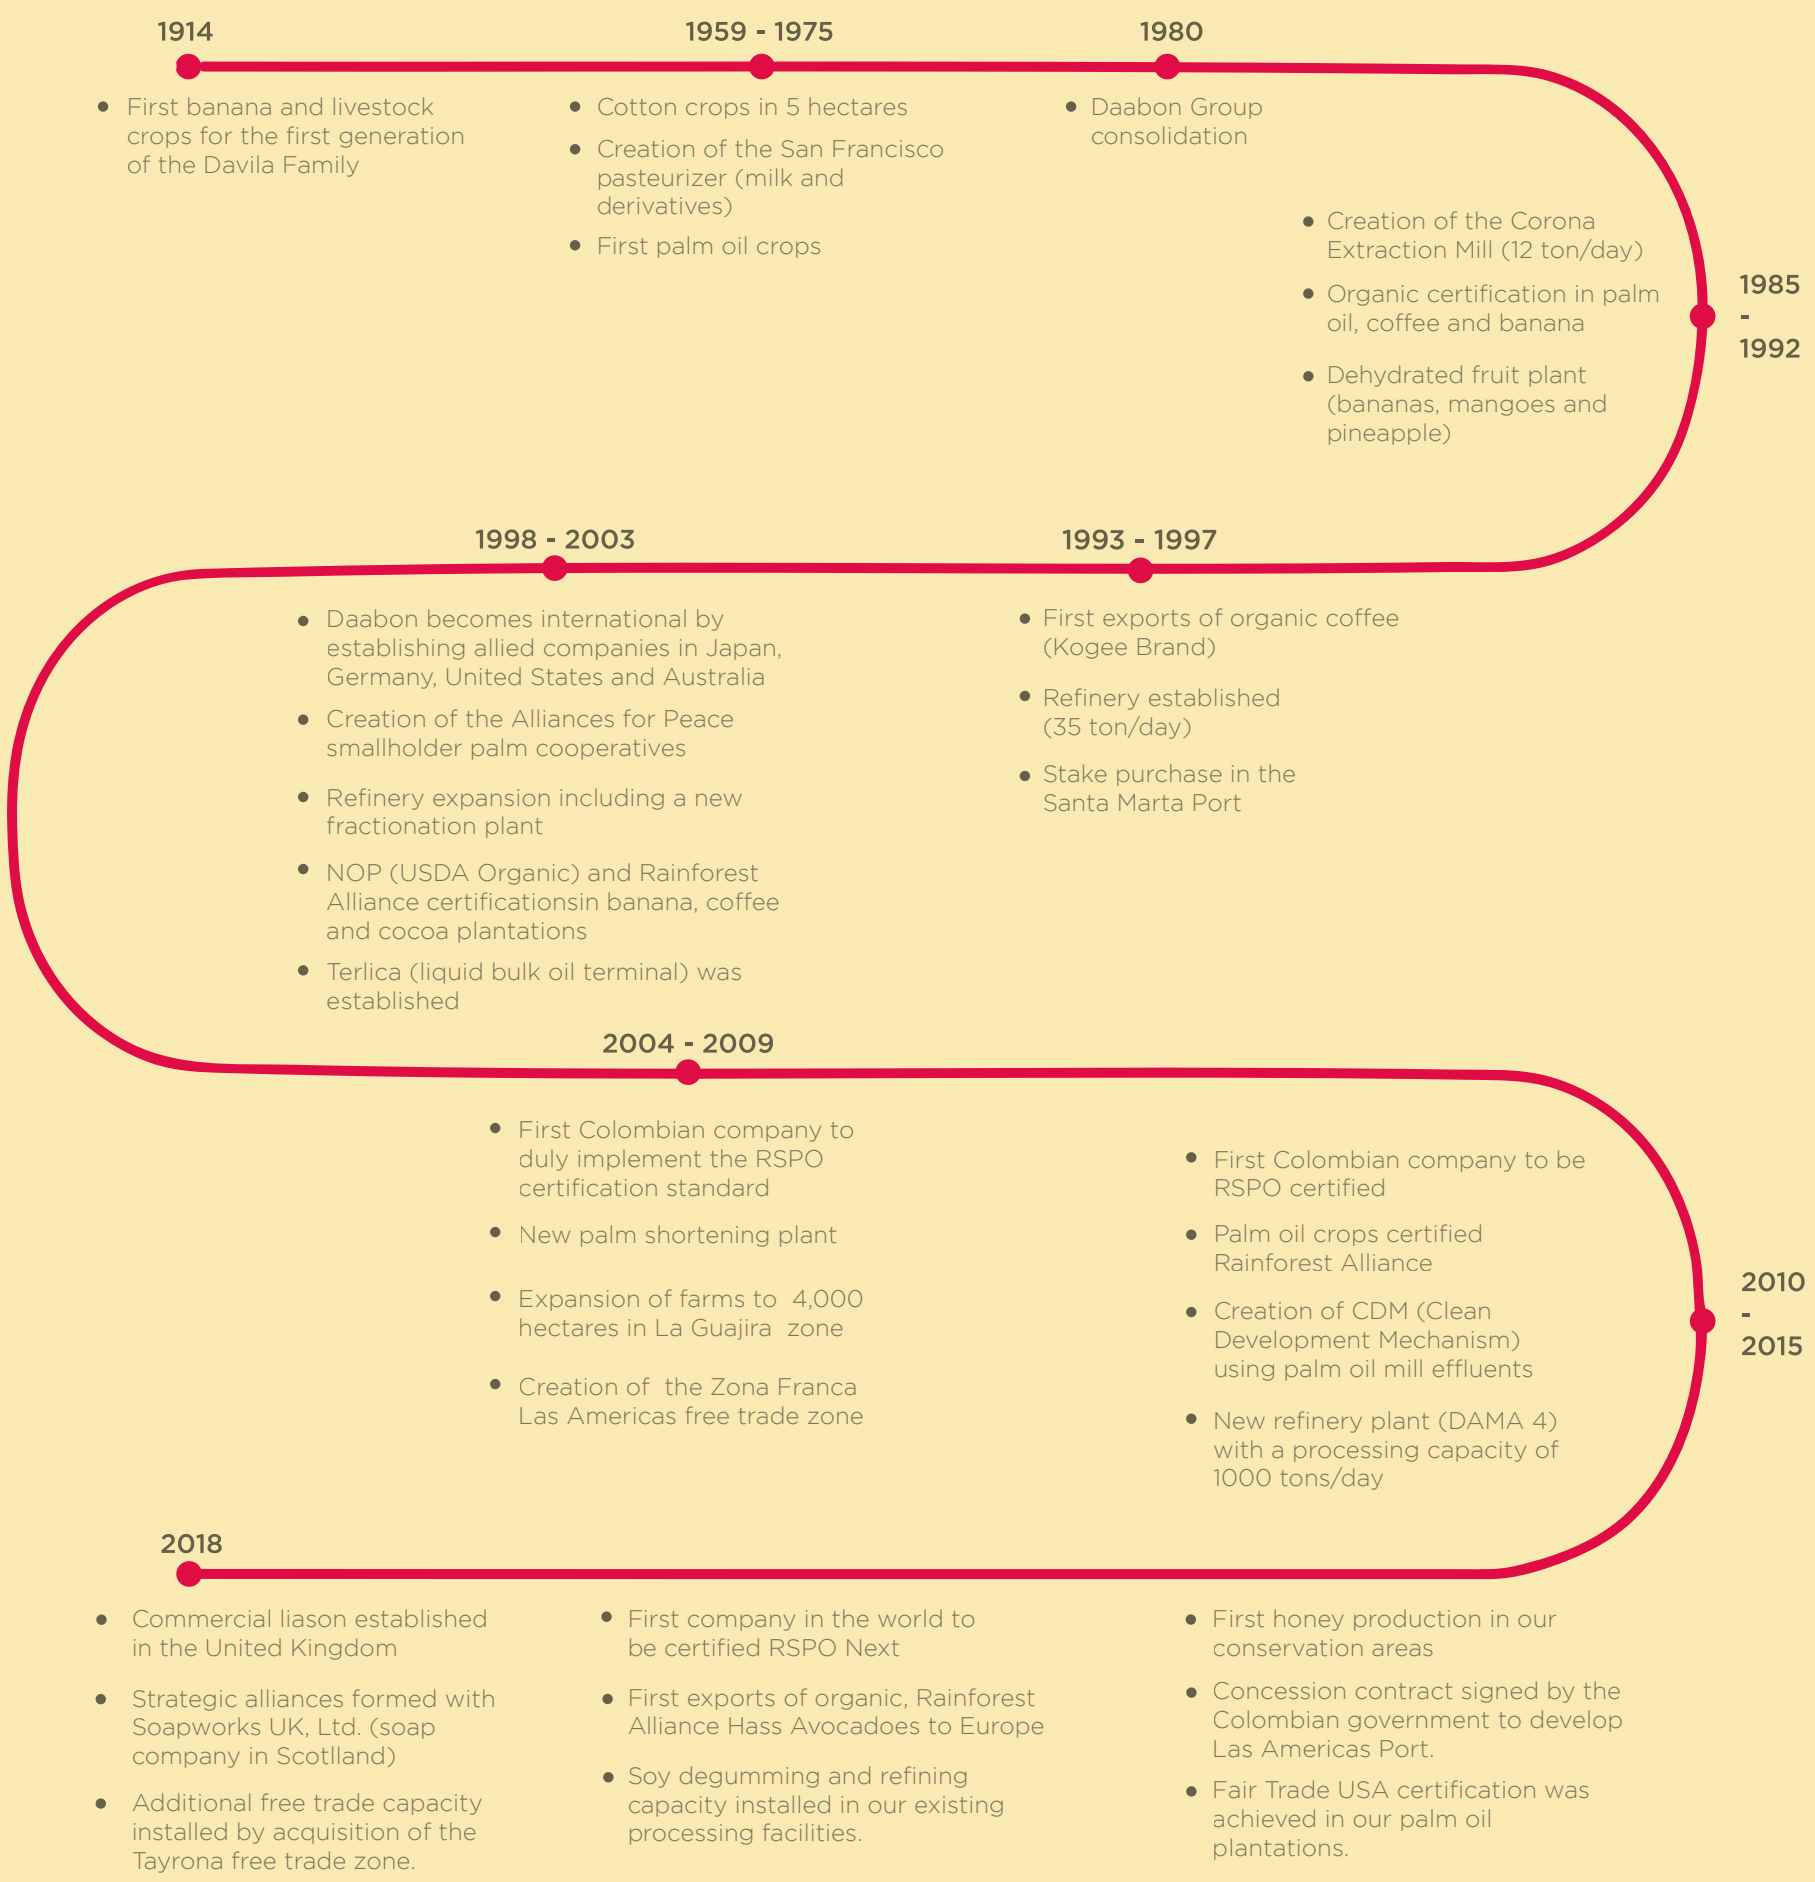 1914
First banana and livestock
crops for the first generation
of the Davila Family
1959 - 1975
Cotton crops in 5 hectares
Creation of the San Francisco
pasteurizer (milk and
derivatives)
First palm oil crops
1980
Daabon Group
consolidation
1985
-
1992
Creation of the Corona
Extraction Mill (12 ton/day)
Organic certification in palm
oil, coffee and banana
Dehydrated fruit plant
(bananas, mangoes and
pineapple)
1993 - 1997
First exports of organic coffee
(Kogee Brand)
Refinery established
(35 ton/day)
Stake purchase in the
Santa Marta Port
1998 - 2003
Daabon becomes international by
establishing allied companies in Japan,
Germany, United States and Australia
Creation of the Alliances for Peace
smallholder palm cooperatives
Refinery expansion including a new
fractionation plant
NOP (USDA Organic) and Rainforest
Alliance certificationsin banana, coffee
and cocoa plantations
Terlica (liquid bulk oil terminal) was
established
2004 - 2009
First Colombian company to
duly implement the RSPO
certification standard
New palm shortening plant
Expansion of farms to 4,000
hectares in La Guajira zone
Creation of the Zona Franca
Las Americas free trade zone
2010
-
2015
First Colombian company to be
RSPO certified
Palm oil crops certified
Rainforest Alliance
Creation of CDM (Clean
Development Mechanism)
using palm oil mill effluents
New refinery plant (DAMA 4)
with a processing capacity of
1000 tons/day
2018
Commercial liason established
in the United Kingdom
Strategic alliances formed with
Soapworks UK, Ltd. (soap
company in Scotlland)
Additional free trade capacity
installed by acquisition of the
Tayrona free trade zone.
First company in the world to
be certified RSPO Next
First exports of organic, Rainforest
Alliance Hass Avocadoes to Europe
Soy degumming and refining
capacity installed in our existing
processing facilities.
First honey production in our
conservation areas
Concession contract signed by the
Colombian government to develop
Las Americas Port.
Fair Trade USA certification was
achieved in our palm oil
plantations.